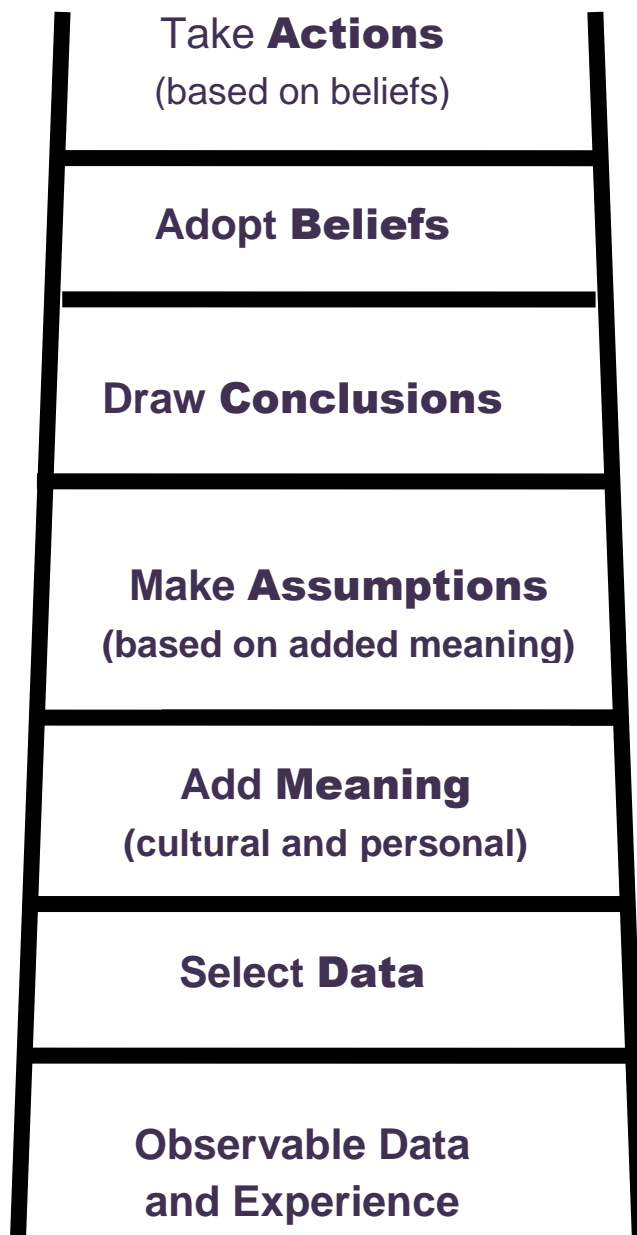 Take Actions
(based on beliefs)
Adopt Beliefs
Draw Conclusions
Make Assumptions
(based on added meaning)
Add Meaning
(cultural and personal)
Select Data
Observable Data
and Experience